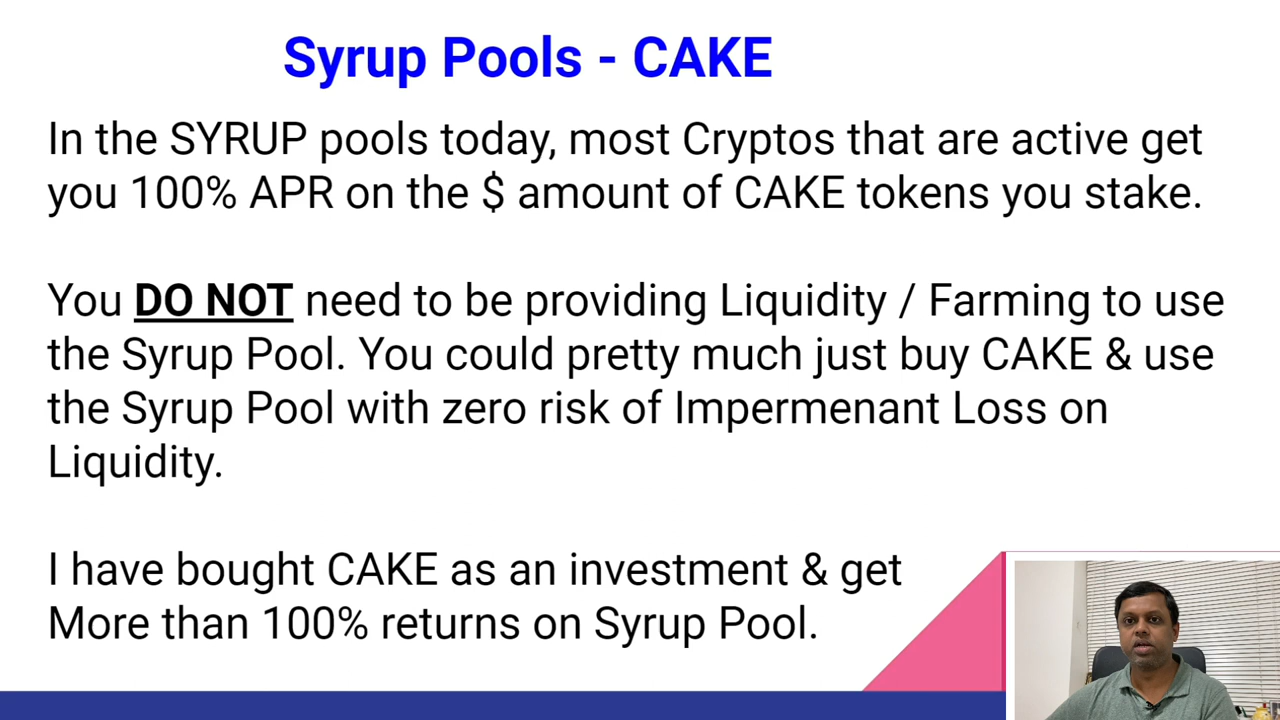 Syrup Pools - CAKE
In the SYRUP pools today, most Cryptos that are active get
you 100% APR on the $ amount of CAKE tokens you stake.
You DO NOT need to be providing Liquidity / Farming to use
the Syrup Pool. You could pretty much just buy CAKE & use
the Syrup Pool with zero risk of Impermenant Loss on
Liquidity.
I have bought CAKE as an investment & get
More than 100% returns on Syrup Pool.